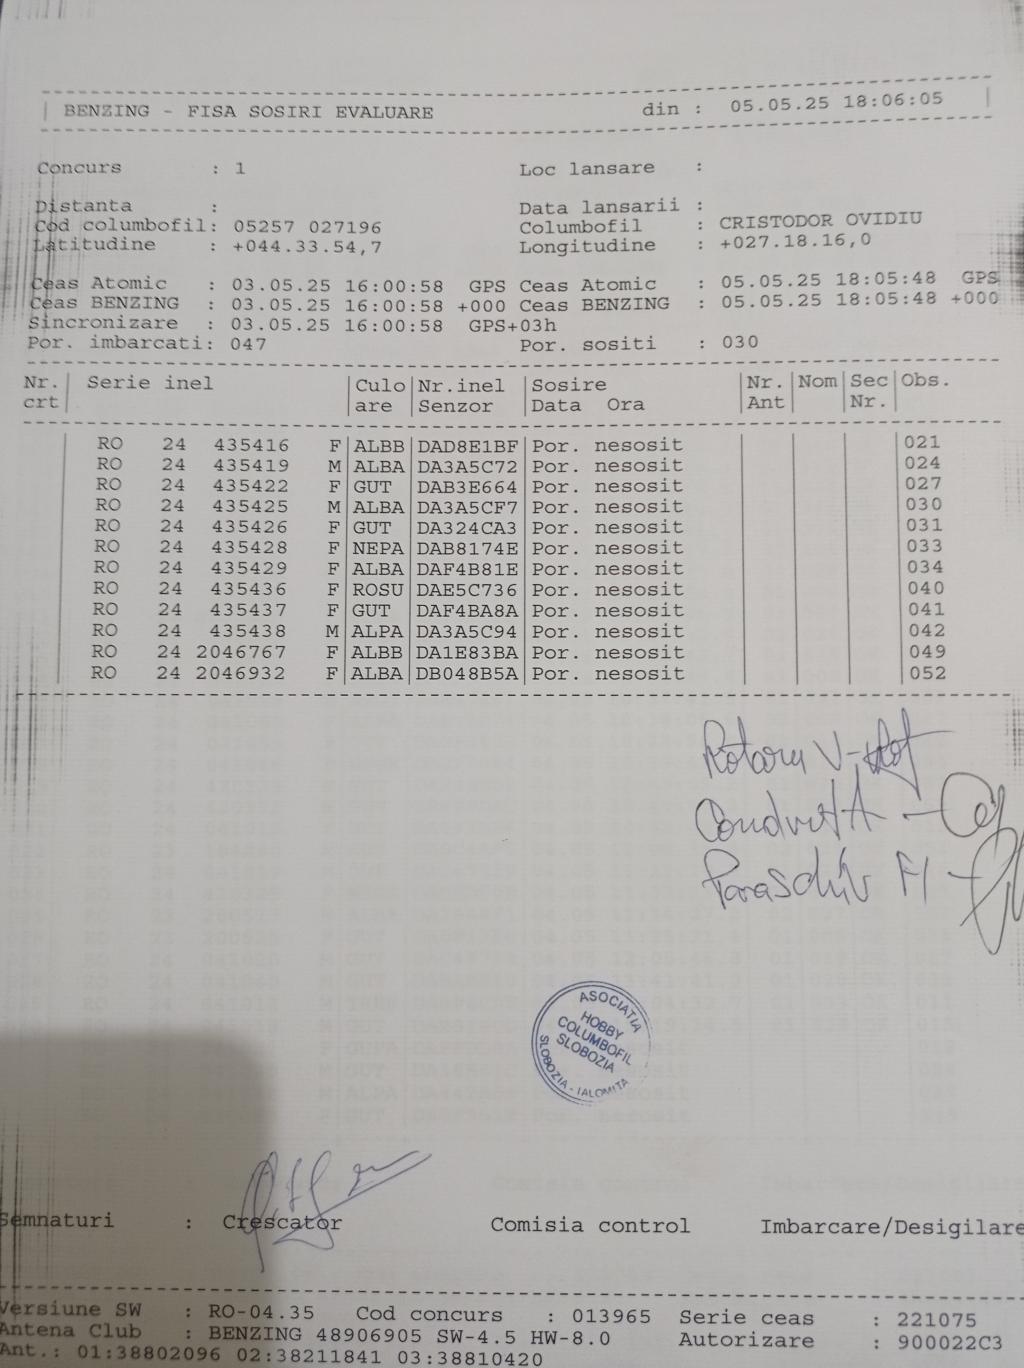 BENZING - FISA SOSIRI EVALUARE din : 05.05.25 18:06:05
Concurs : 1 Loc lansare :
Distanta : Data lansarii :
Cod columbofil: 05257 027196 Columbofil : CRISTODOR OVIDIU
Latitudine : +044.33.54,7 Longitudine : +027.18.16,0
Ceas Atomic : 03.05.25 16:00:58 GPS Ceas Atomic : 05.05.25 18:05:48 GPS
Ceas BENZING : 03.05.25 16:00:58 +000 Ceas BENZING : 05.05.25 18:05:48 +000
Sincronizare : 03.05.25 16:00:58 GPS+03h
Por. imbarcati: 047 Por. sositi : 030
Nr. Serie inel Culo Nr.inel Sosire Nr. Nom Sec Obs.
crt are Senzor Data Ora Ant Nr.
RO 24 435416 F ALBB DAD8E1BF Por. nesosit 021
RO 24 435419 M ALBA DA3A5C72 Por. nesosit 024
RO 24 435422 F GUT DAB3E664 Por. nesosit 027
RO 24 435425 M ALBA DA3A5CF7 Por. nesosit 030
RO 24 435426 F GUT DA324CA3 Por. nesosit 031
RO 24 435428 F NEPA DAB8174E Por. nesosit 033
RO 24 435429 F ALBA DAF4B81E Por. nesosit 034
RO 24 435436 F ROSU DAE5C736 Por. nesosit 040
RO 24 435437 F GUT DAF4BA8A Por. nesosit 041
RO 24 435438 M ALPA DA3A5C94 Por. nesosit 042
RO 24 2046767 F ALBB DA1E83BA Por. nesosit 049
RO 24 2046932 F ALBA DB048B5A Por. nesosit 052
Rotaru V-
A -
Paraschiv Fl -
ASOCIATIA
HOBBY
COLUMBOFIL
SLOBOZIA
SLOBOZIA - IALOMITA
Semnaturi : Crescator Comisia control Imbarcare/Desigilare
Versiune SW : RO-04.35 Cod concurs : 013965 Serie ceas : 221075
Antena Club : BENZING 48906905 SW-4.5 HW-8.0 Autorizare : 900022C3
Ant.: 01:38802096 02:38211841 03:38810420